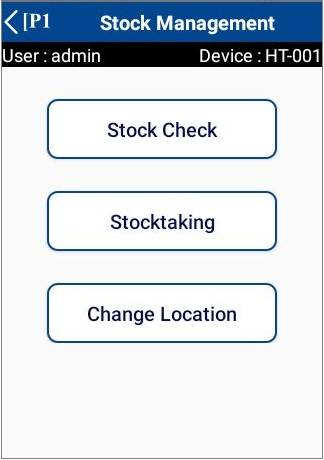 [P1 Stock Management
User : admin Device : HT-001
Stock Check
Stocktaking
Change Location